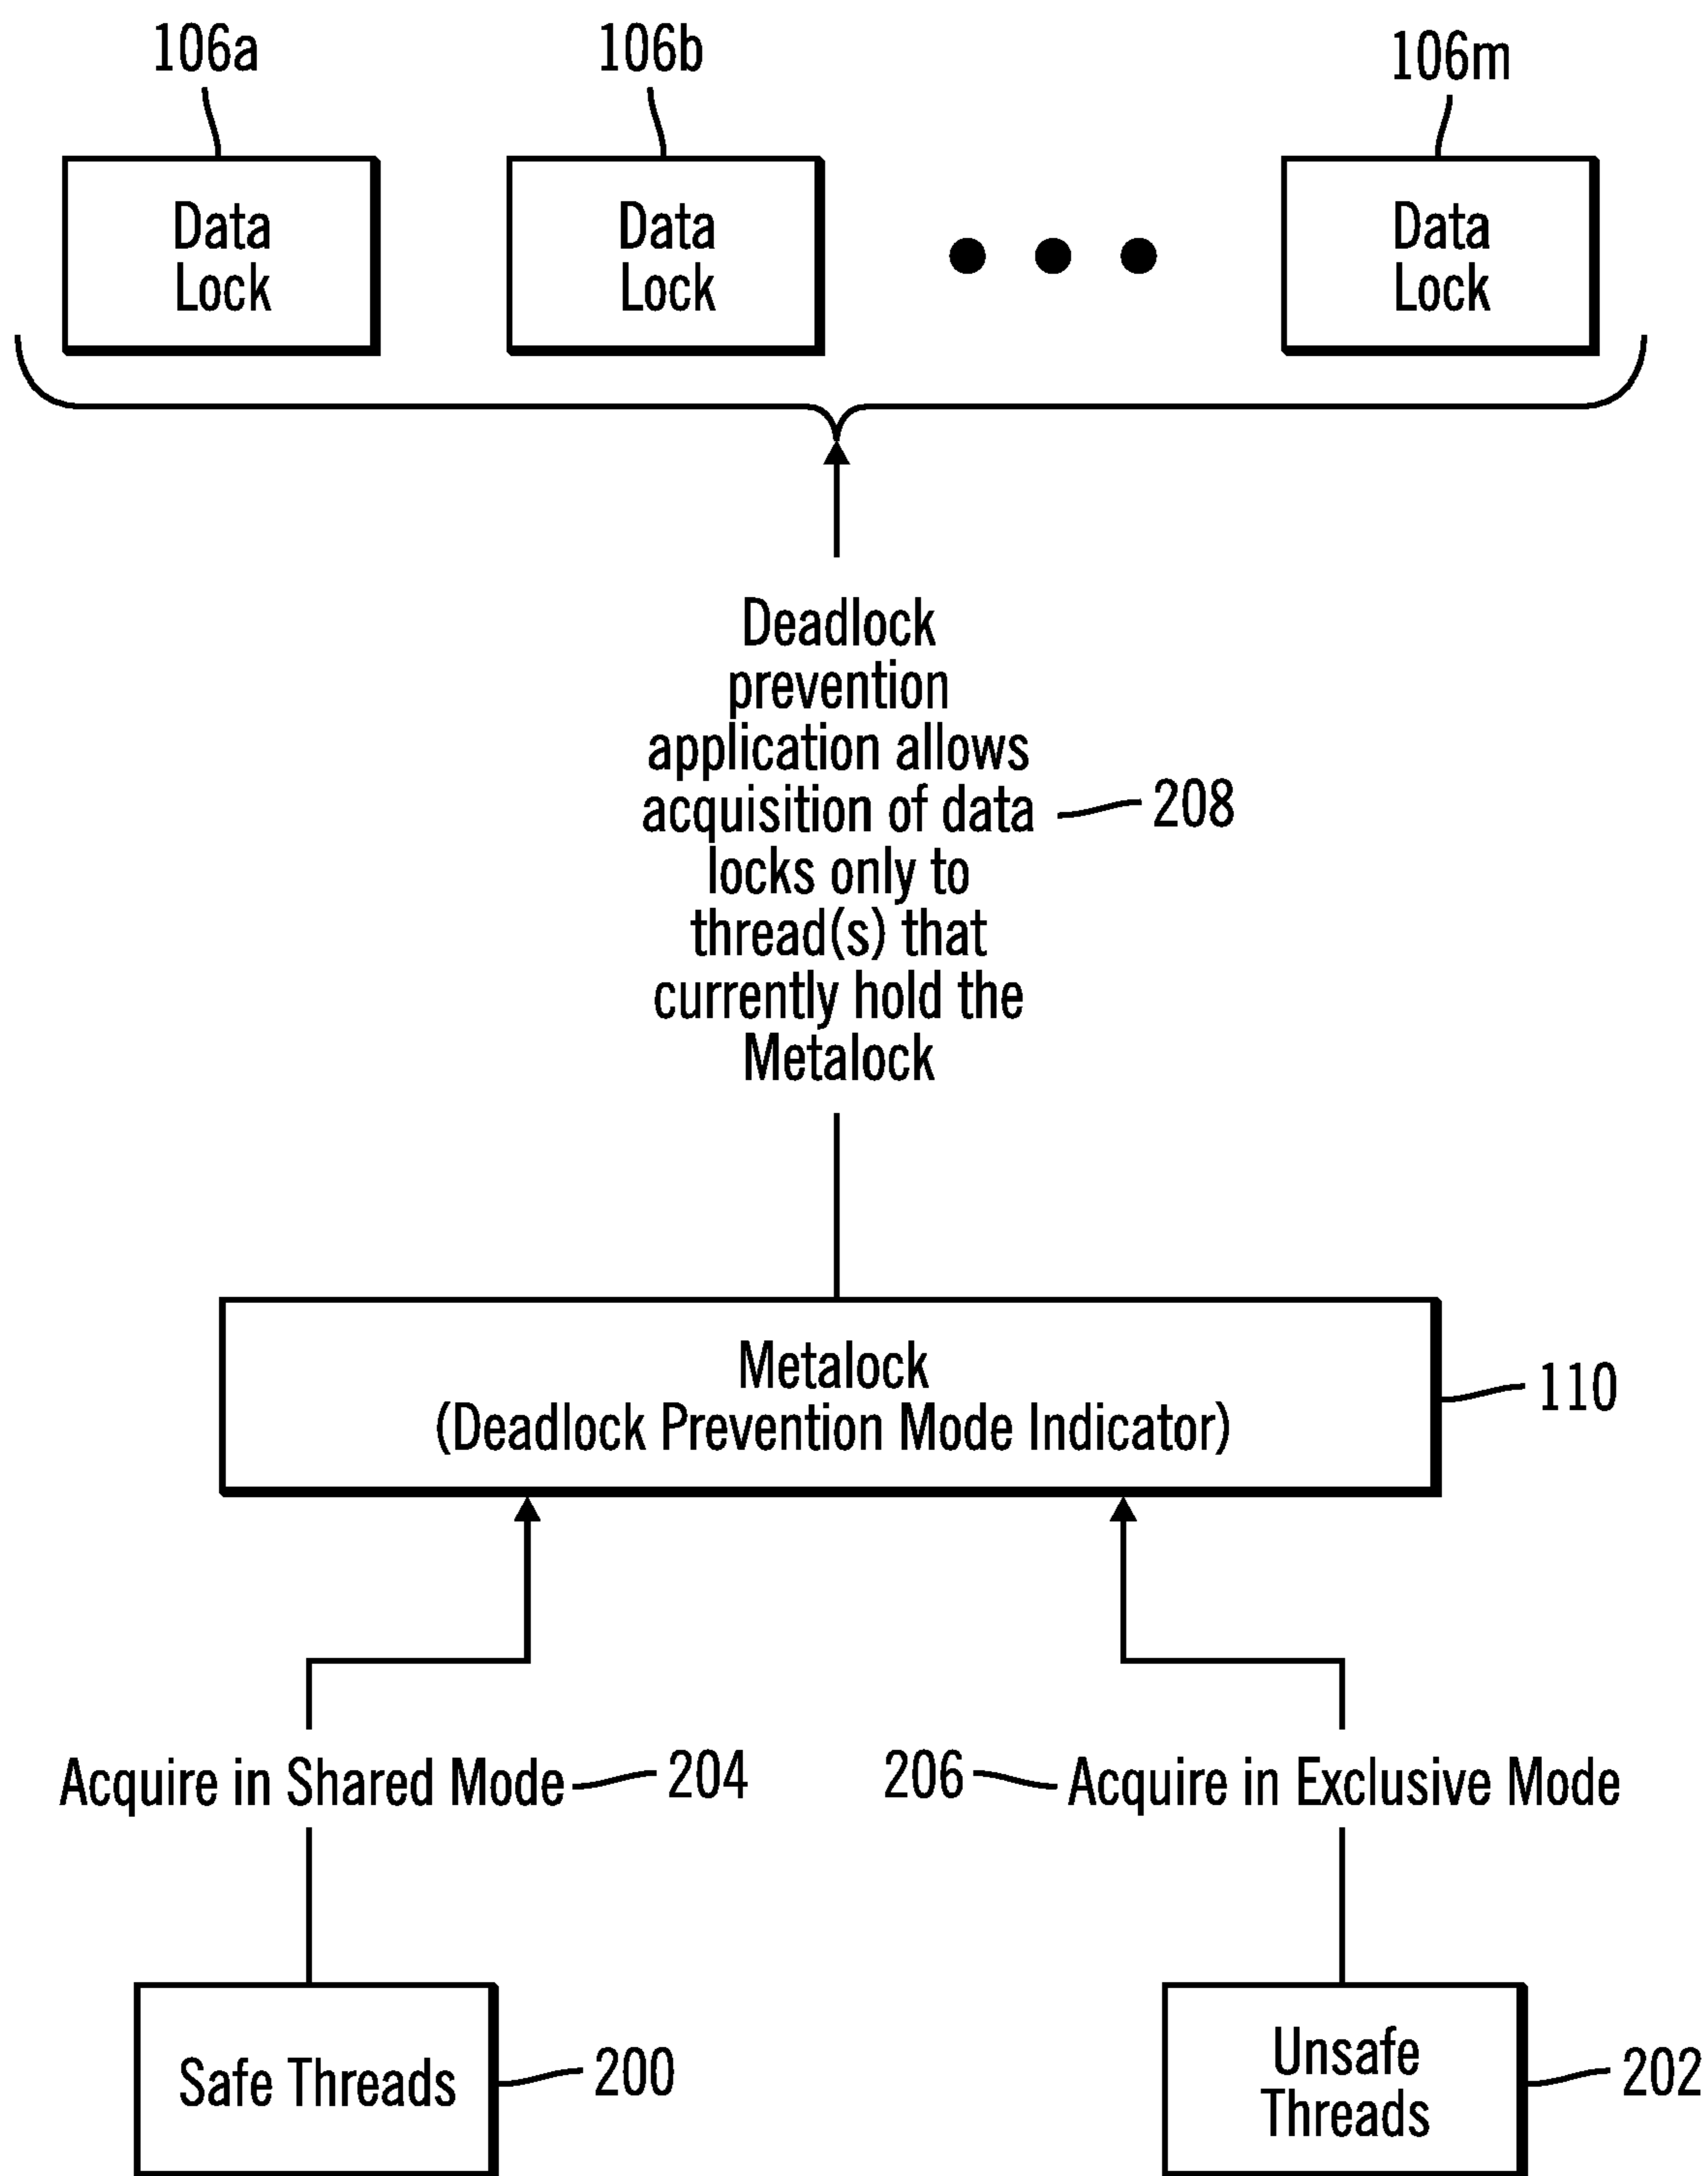 106a
106b
106m
Data
Lock
Data
Lock
Data
Lock
Deadlock
prevention
application allows
acquisition of data
locks only to
thread(s) that
currently hold the
Metalock
208
Metalock
(Deadlock Prevention Mode Indicator)
110
Acquire in Shared Mode
204
206
Acquire in Exclusive Mode
Safe Threads
200
Unsafe
Threads
202